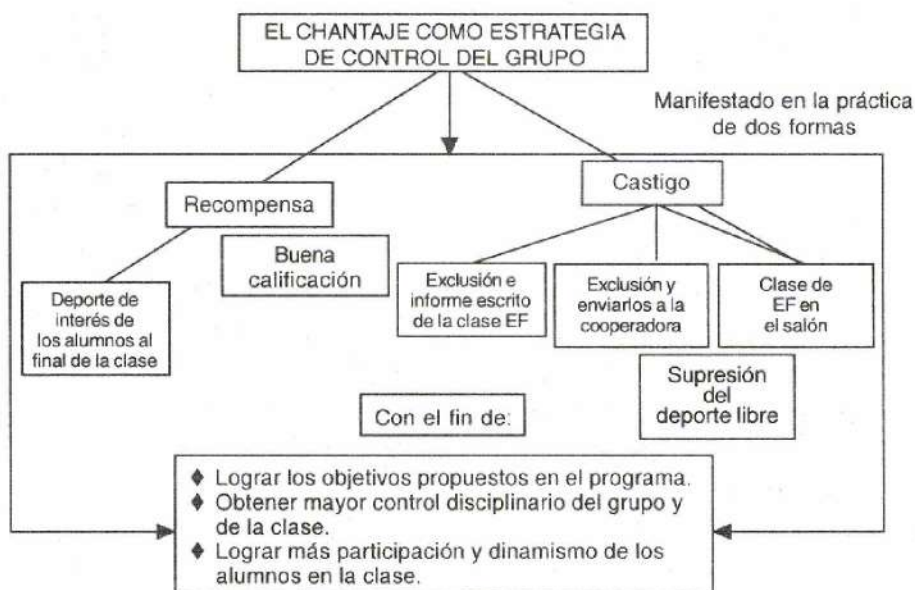 EL CHANTAJE COMO ESTRATEGIA
DE CONTROL DEL GRUPO
Manifestado en la práctica
de dos formas
Recompensa
Castigo
Buena
calificación
Deporte de
interés de
los alumnos al
final de la clase
Exclusión e
informe escrito
de la clase EF
Exclusión y
enviarlos a la
cooperadora
Clase de
EF en
el salón
Supresión
del
deporte libre
Con el fin de:
♦ Lograr los objetivos propuestos en el programa.
♦ Obtener mayor control disciplinario del grupo y
de la clase.
♦ Lograr más participación y dinamismo de los
alumnos en la clase.